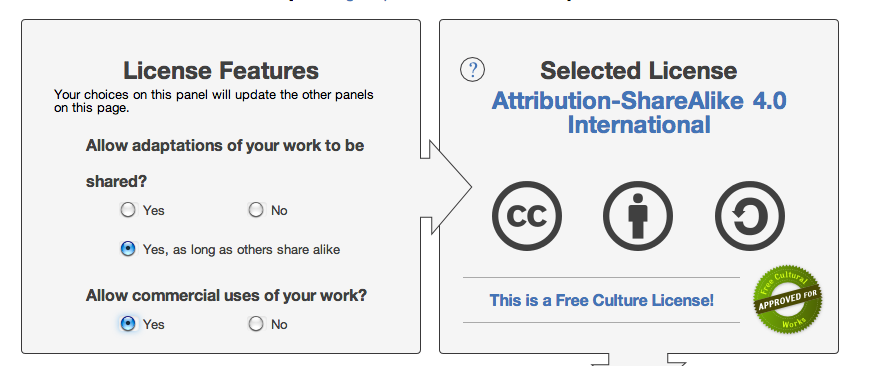 License Features
Your choices on this panel will update the other panels
on this page.
Allow adaptations of your work to be
shared?
Yes
No
Yes, as long as others share alike
Allow commercial uses of your work?
Yes
No
?
Selected License
Attribution-ShareAlike 4.0
International
cc
This is a Free Culture License!
Free Cultural
APPROVED FOR
Works